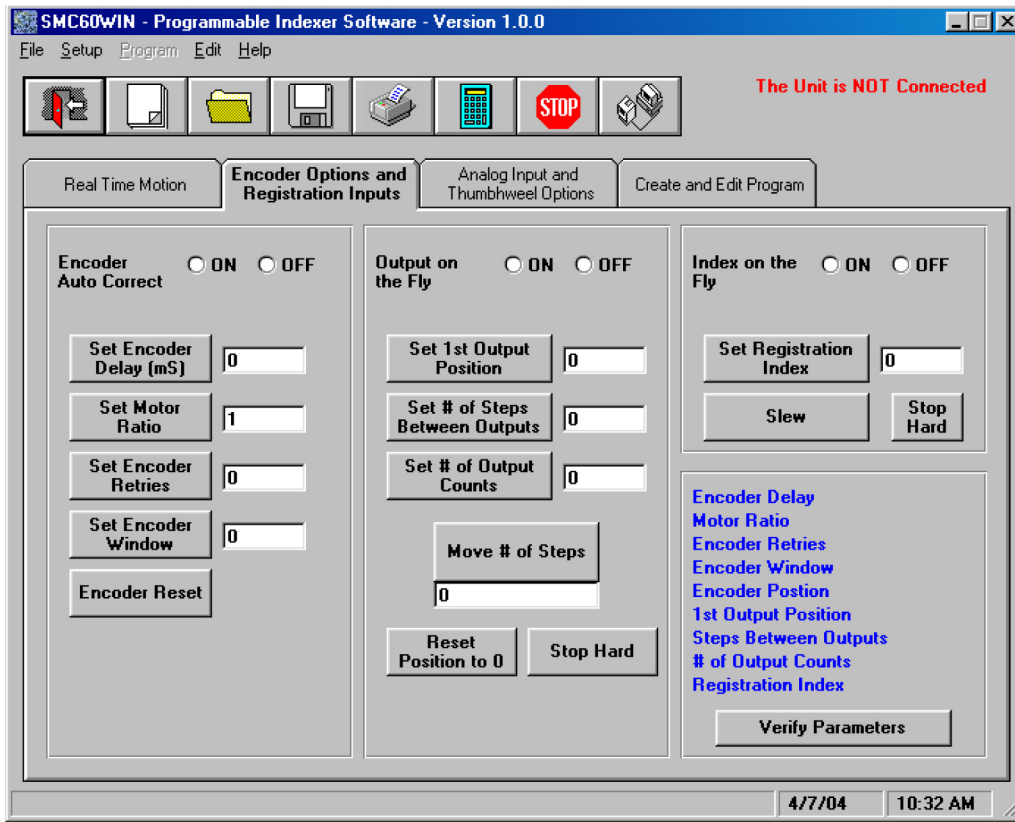 SMC60WIN - Programmable Indexer Software - Version 1.0.0
File Setup Program Edit Help
STOP
The Unit is NOT Connected
Real Time Motion
Encoder Options and
Registration Inputs
Analog Input and
Thumbhweel Options
Create and Edit Program
Encoder
Auto Correct
ON OFF
Set Encoder
Delay (mS)
0
Set Motor
Ratio
1
Set Encoder
Retries
0
Set Encoder
Window
0
Encoder Reset
Output on
the Fly
ON OFF
Set 1st Output
Position
0
Set # of Steps
Between Outputs
0
Set # of Output
Counts
0
Move # of Steps
0
Reset
Position to 0
Stop Hard
Index on the
Fly
ON OFF
Set Registration
Index
0
Slew
Stop
Hard
Encoder Delay
Motor Ratio
Encoder Retries
Encoder Window
Encoder Postion
1st Output Postion
Steps Between Outputs
# of Output Counts
Registration Index
Verify Parameters
4/7/04
10:32 AM